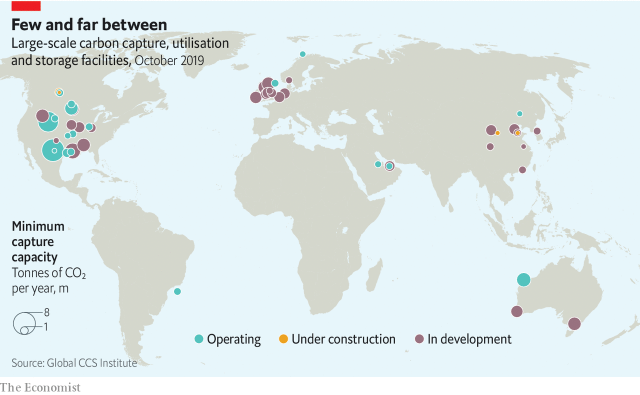 Few and far between
Large-scale carbon capture, utilisation
and storage facilities, October 2019
Minimum
capture
capacity
Tonnes of CO₂
per year, m
8
1
Operating
Under construction
In development
Source: Global CCS Institute
The Economist